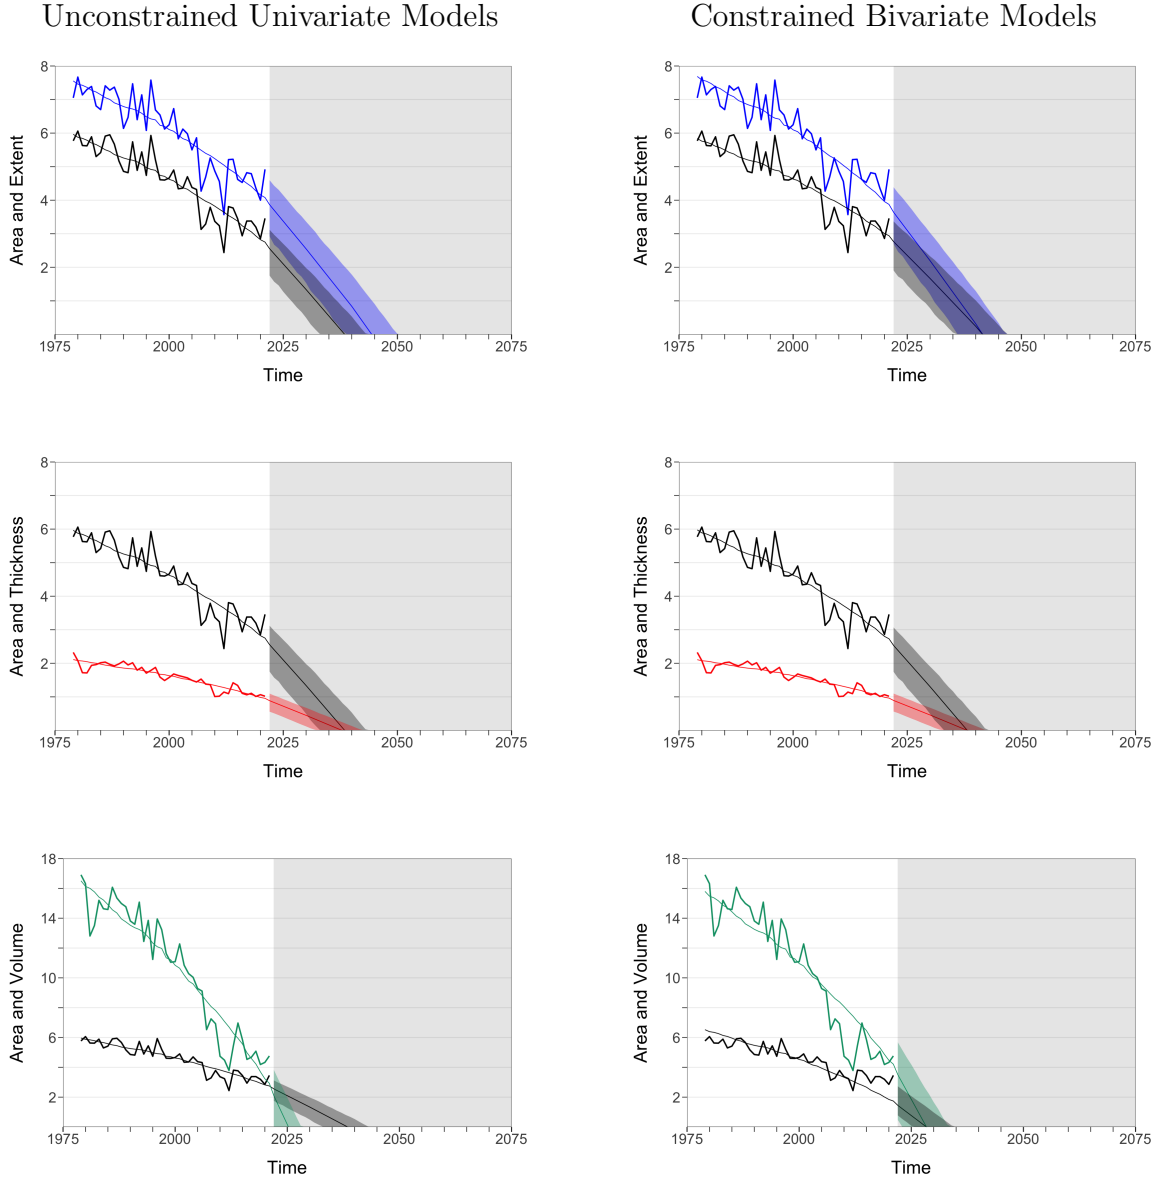 Unconstrained Univariate Models
Constrained Bivariate Models
Area and Extent
8
6
4
2
1975 2000 2025 2050 2075
Time
Area and Extent
8
6
4
2
1975 2000 2025 2050 2075
Time
Area and Thickness
8
6
4
2
1975 2000 2025 2050 2075
Time
Area and Thickness
8
6
4
2
1975 2000 2025 2050 2075
Time
Area and Volume
18
14
10
6
2
1975 2000 2025 2050 2075
Time
Area and Volume
18
14
10
6
2
1975 2000 2025 2050 2075
Time